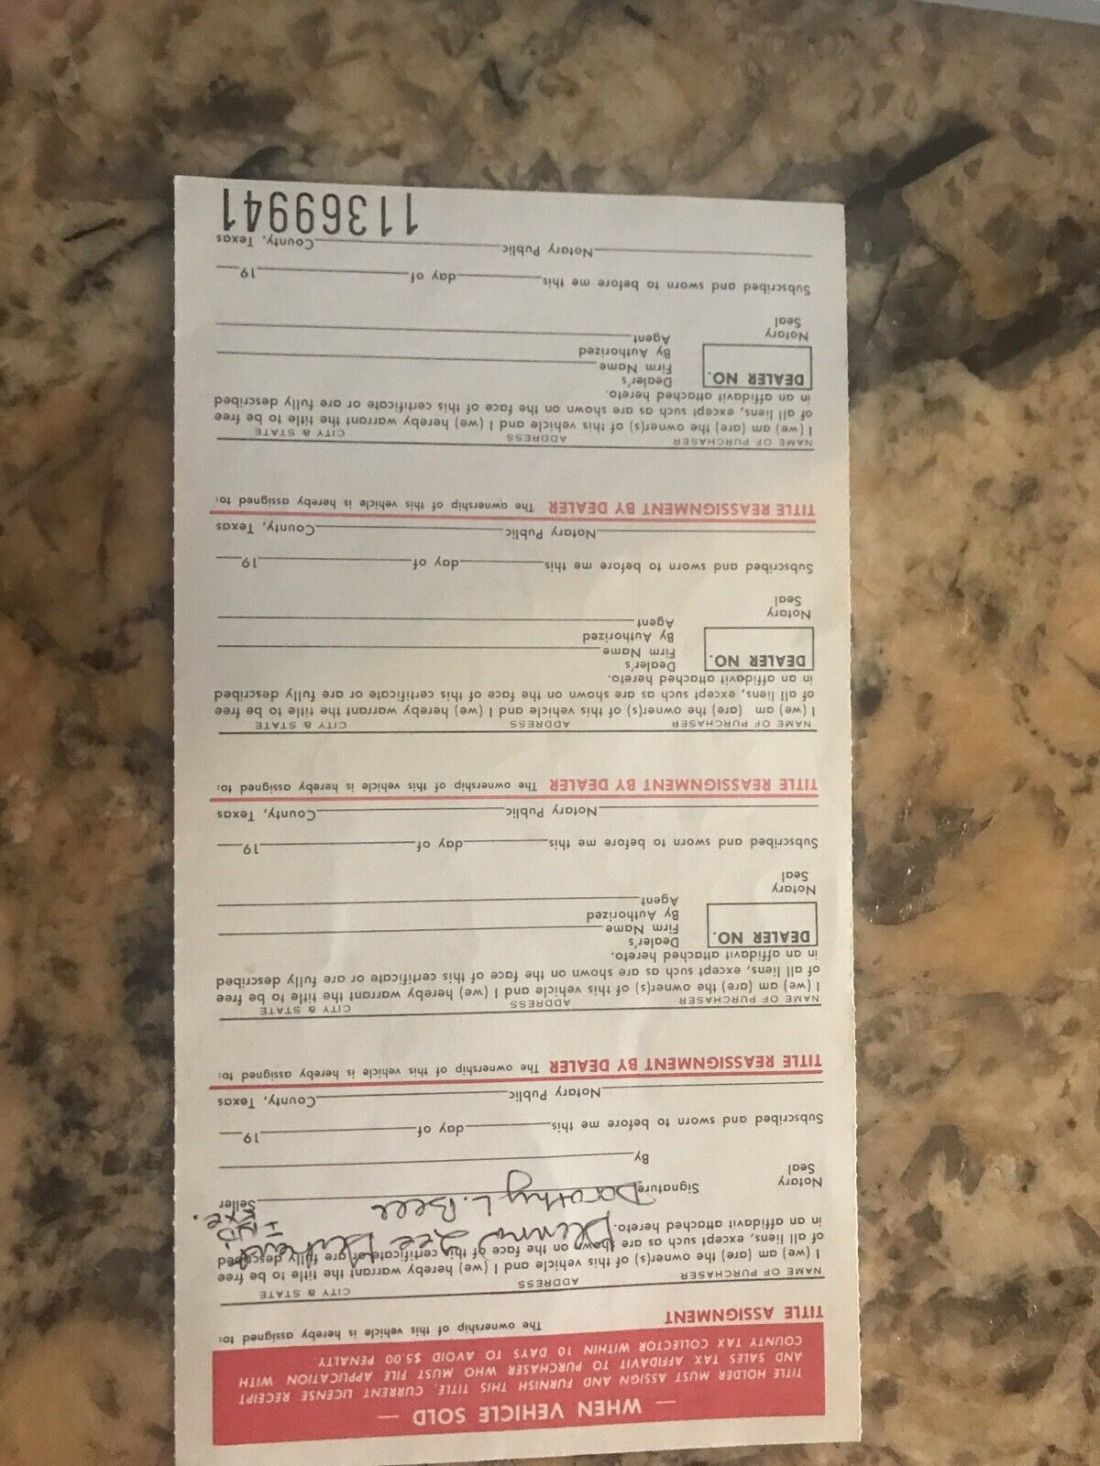 — WHEN VEHICLE SOLD —
TITLE HOLDER MUST ASSIGN AND FURNISH THIS TITLE, CURRENT LICENSE RECEIPT
AND SALES TAX AFFIDAVIT TO PURCHASER WHO MUST FILE APPLICATION WITH
COUNTY TAX COLLECTOR WITHIN 10 DAYS TO AVOID $5.00 PENALTY.
TITLE ASSIGNMENT The ownership of this vehicle is hereby assigned to:
NAME OF PURCHASER ADDRESS CITY & STATE
I (we) am (are) the owner(s) of this vehicle and I (we) hereby warrant the title to be free
of all liens, except such as are shown on the face of this certificate or are fully described
in an affidavit attached hereto.
Lee
Ind.
Exe.
Signature Dorothy L. Bell Seller
Notary
Seal
By
Subscribed and sworn to before me this day of 19
Notary Public County, Texas
TITLE REASSIGNMENT BY DEALER The ownership of this vehicle is hereby assigned to:
NAME OF PURCHASER ADDRESS CITY & STATE
I (we) am (are) the owner(s) of this vehicle and I (we) hereby warrant the title to be free
of all liens, except such as are shown on the face of this certificate or are fully described
in an affidavit attached hereto.
DEALER NO.
Dealer's
Firm Name
By Authorized
Agent
Notary
Seal
Subscribed and sworn to before me this day of 19
Notary Public County, Texas
TITLE REASSIGNMENT BY DEALER The ownership of this vehicle is hereby assigned to:
NAME OF PURCHASER ADDRESS CITY & STATE
I (we) am (are) the owner(s) of this vehicle and I (we) hereby warrant the title to be free
of all liens, except such as are shown on the face of this certificate or are fully described
in an affidavit attached hereto.
DEALER NO.
Dealer's
Firm Name
By Authorized
Agent
Notary
Seal
Subscribed and sworn to before me this day of 19
Notary Public County, Texas
TITLE REASSIGNMENT BY DEALER The ownership of this vehicle is hereby assigned to:
NAME OF PURCHASER ADDRESS CITY & STATE
I (we) am (are) the owner(s) of this vehicle and I (we) hereby warrant the title to be free
of all liens, except such as are shown on the face of this certificate or are fully described
in an affidavit attached hereto.
DEALER NO.
Dealer's
Firm Name
By Authorized
Agent
Notary
Seal
Subscribed and sworn to before me this day of 19
Notary Public County, Texas
11369941